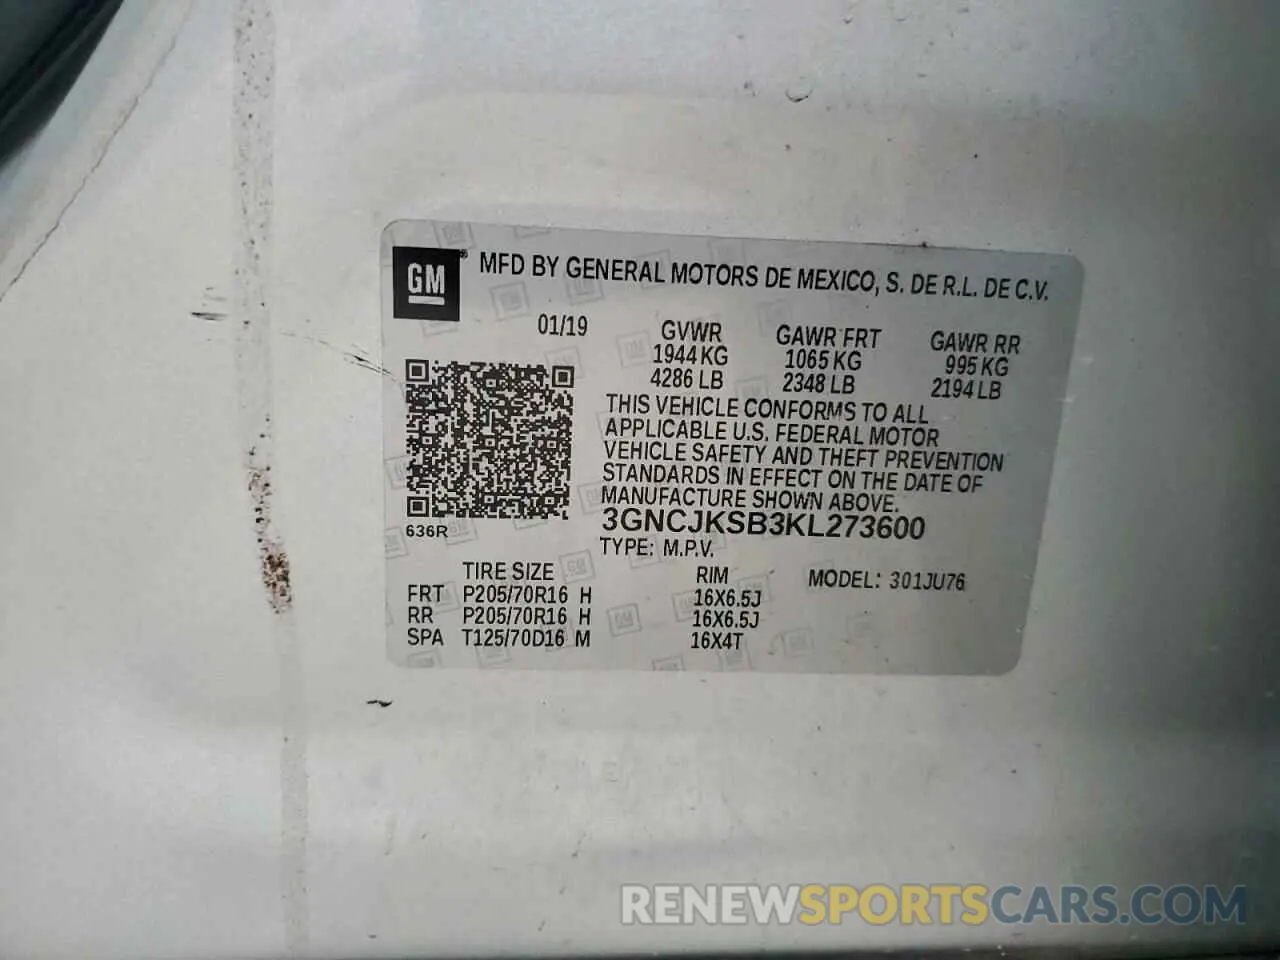 GM ® MFD BY GENERAL MOTORS DE MEXICO, S. DE R.L. DE C.V.
01/19 GVWR GAWR FRT GAWR RR
1944 KG 1065 KG 995 KG
4286 LB 2348 LB 2194 LB
THIS VEHICLE CONFORMS TO ALL
APPLICABLE U.S. FEDERAL MOTOR
VEHICLE SAFETY AND THEFT PREVENTION
STANDARDS IN EFFECT ON THE DATE OF
MANUFACTURE SHOWN ABOVE.
3GNCJKSB3KL273600
636R TYPE: M.P.V.
TIRE SIZE RIM MODEL: 301JU76
FRT P205/70R16 H 16X6.5J
RR P205/70R16 H 16X6.5J
SPA T125/70D16 M 16X4T
RENEWSPORTSCARS.COM